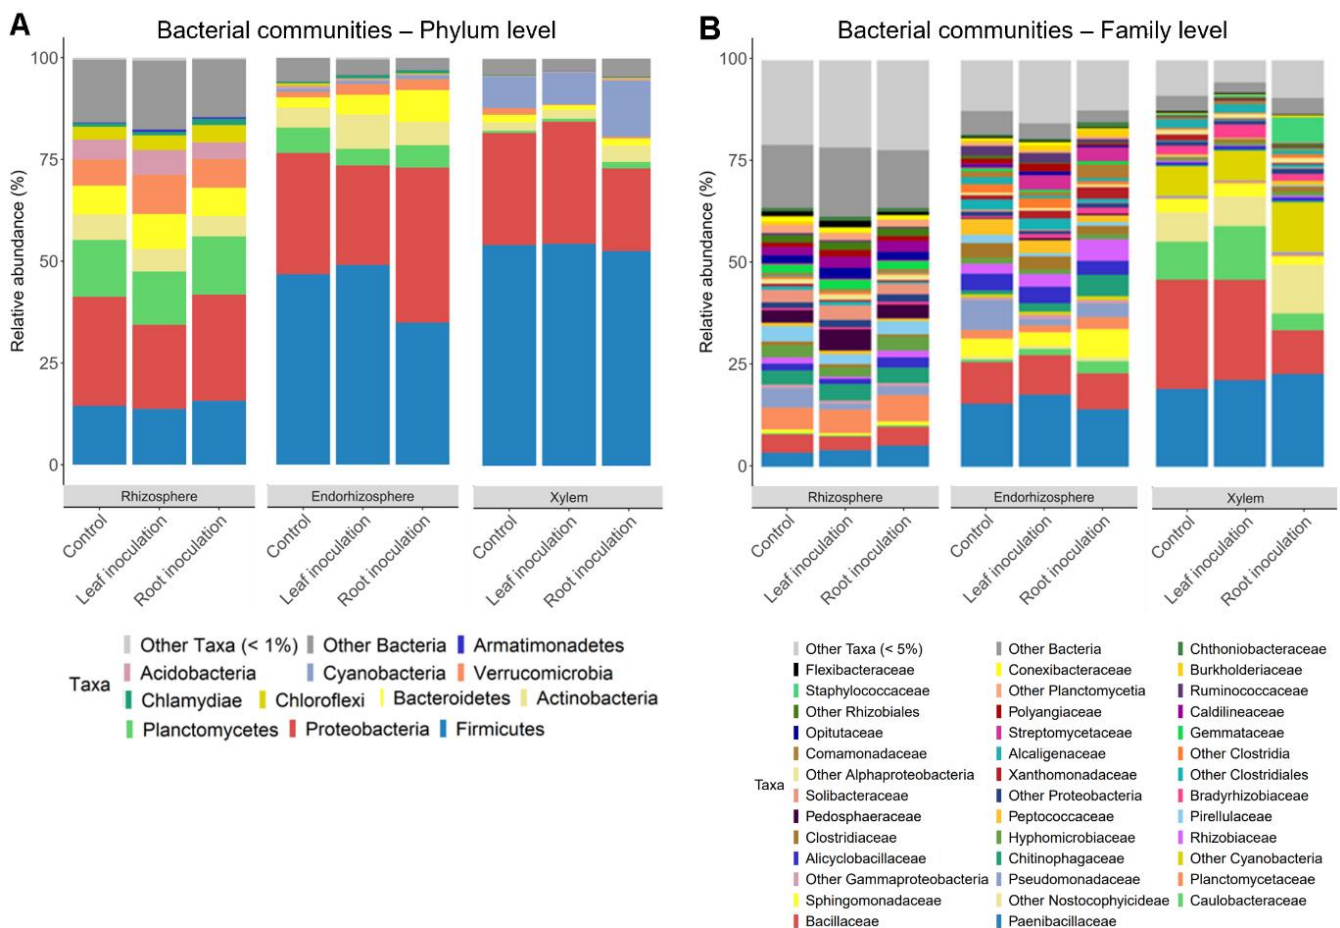 A
Bacterial communities – Phylum level
100
75
50
25
0
Relative abundance (%)
Rhizosphere
Endorhizosphere
Xylem
Control
Leaf inoculation
Root inoculation
Control
Leaf inoculation
Root inoculation
Control
Leaf inoculation
Root inoculation
Taxa
Other Taxa (< 1%) Other Bacteria Armatimonadetes
Acidobacteria Cyanobacteria Verrucomicrobia
Chlamydiae Chloroflexi Bacteroidetes Actinobacteria
Planctomycetes Proteobacteria Firmicutes
B
Bacterial communities – Family level
100
75
50
25
0
Relative abundance (%)
Rhizosphere
Endorhizosphere
Xylem
Control
Leaf inoculation
Root inoculation
Control
Leaf inoculation
Root inoculation
Control
Leaf inoculation
Root inoculation
Taxa
Other Taxa (< 5%) Other Bacteria Chthoniobacteraceae
Flexibacteraceae Conexibacteraceae Burkholderiaceae
Staphylococcaceae Other Planctomycetia Ruminococcaceae
Other Rhizobiales Polyangiaceae Caldilineaceae
Opitutaceae Streptomycetaceae Gemmataceae
Comamonadaceae Alcaligenaceae Other Clostridia
Other Alphaproteobacteria Xanthomonadaceae Other Clostridiales
Solibacteraceae Other Proteobacteria Bradyrhizobiaceae
Pedosphaeraceae Peptococcaceae Pirellulaceae
Clostridiaceae Hyphomicrobiaceae Rhizobiaceae
Alicyclobacillaceae Chitinophagaceae Other Cyanobacteria
Other Gammaproteobacteria Pseudomonadaceae Planctomycetaceae
Sphingomonadaceae Other Nostocophyicideae Caulobacteraceae
Bacillaceae Paenibacillaceae